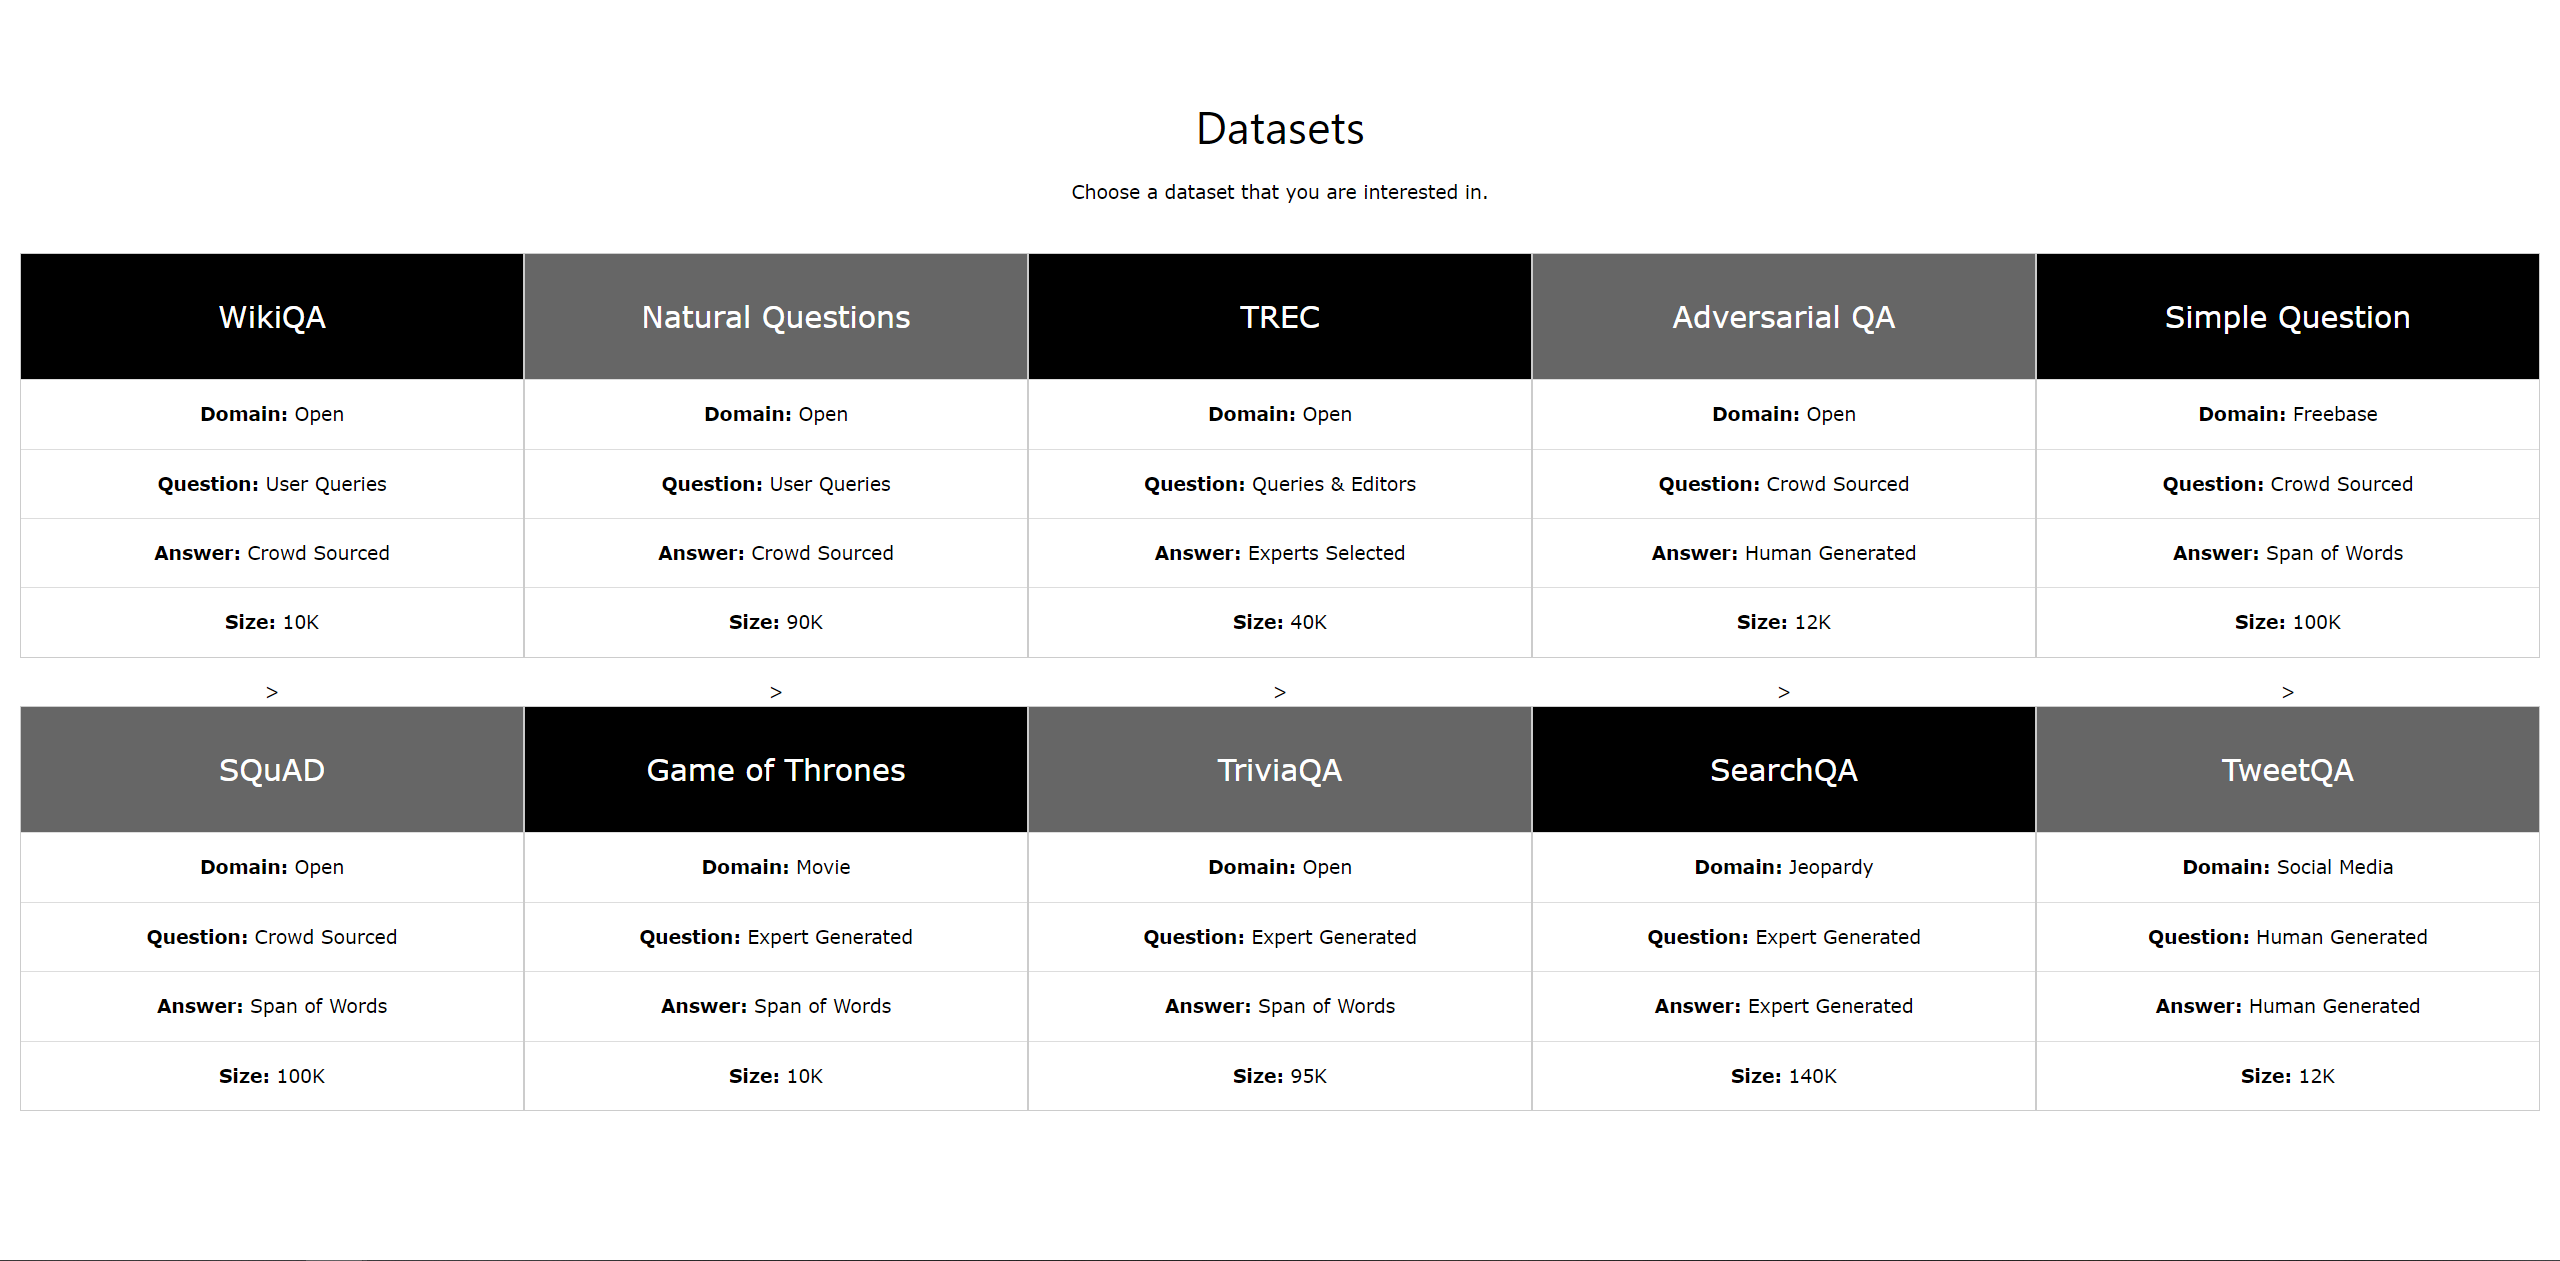 Datasets
Choose a dataset that you are interested in.
WikiQA
Domain: Open
Question: User Queries
Answer: Crowd Sourced
Size: 10K
Natural Questions
Domain: Open
Question: User Queries
Answer: Crowd Sourced
Size: 90K
TREC
Domain: Open
Question: Queries & Editors
Answer: Experts Selected
Size: 40K
Adversarial QA
Domain: Open
Question: Crowd Sourced
Answer: Human Generated
Size: 12K
Simple Question
Domain: Freebase
Question: Crowd Sourced
Answer: Span of Words
Size: 100K
>
>
>
>
>
SQuAD
Domain: Open
Question: Crowd Sourced
Answer: Span of Words
Size: 100K
Game of Thrones
Domain: Movie
Question: Expert Generated
Answer: Span of Words
Size: 10K
TriviaQA
Domain: Open
Question: Expert Generated
Answer: Span of Words
Size: 95K
SearchQA
Domain: Jeopardy
Question: Expert Generated
Answer: Expert Generated
Size: 140K
TweetQA
Domain: Social Media
Question: Human Generated
Answer: Human Generated
Size: 12K